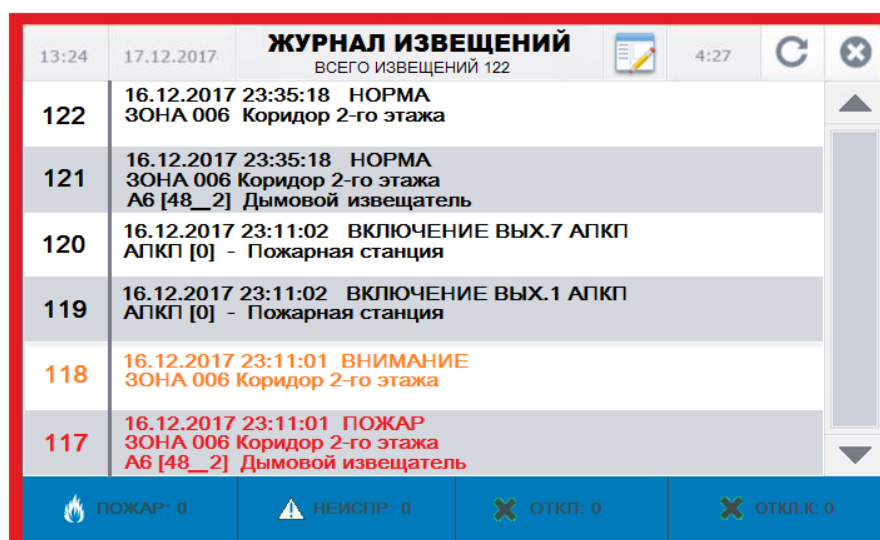 13:24 17.12.2017 ЖУРНАЛ ИЗВЕЩЕНИЙ 4:27
ВСЕГО ИЗВЕЩЕНИЙ 122
122 16.12.2017 23:35:18 НОРМА
ЗОНА 006 Коридор 2-го этажа
121 16.12.2017 23:35:18 НОРМА
ЗОНА 006 Коридор 2-го этажа
А6 [48__2] Дымовой извещатель
120 16.12.2017 23:11:02 ВКЛЮЧЕНИЕ ВЫХ.7 АПКП
АПКП [0] - Пожарная станция
119 16.12.2017 23:11:02 ВКЛЮЧЕНИЕ ВЫХ.1 АПКП
АПКП [0] - Пожарная станция
118 16.12.2017 23:11:01 ВНИМАНИЕ
ЗОНА 006 Коридор 2-го этажа
117 16.12.2017 23:11:01 ПОЖАР
ЗОНА 006 Коридор 2-го этажа
А6 [48__2] Дымовой извещатель
ПОЖАР: 0 НЕИСПР: 0 ОТКЛ: 0 ОТКЛ.К: 0